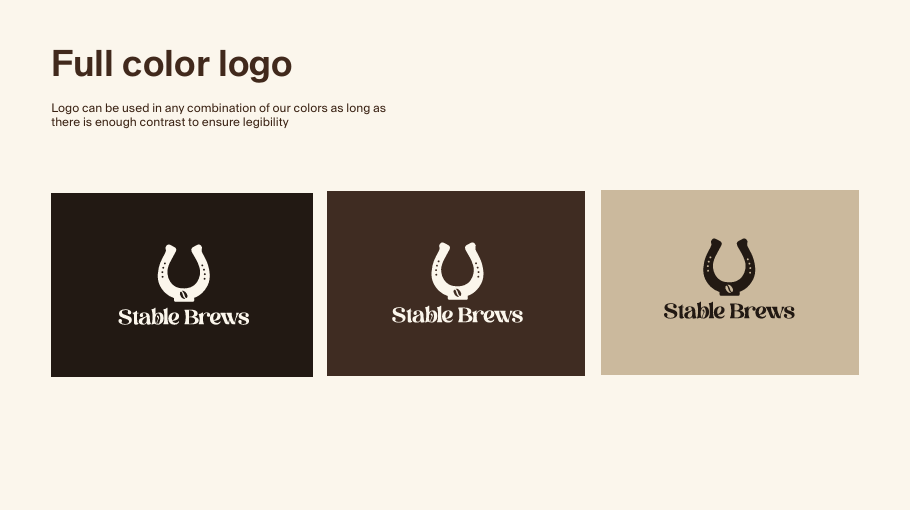 Full color logo
Logo can be used in any combination of our colors as long as
there is enough contrast to ensure legibility
Stable Brews
Stable Brews
Stable Brews